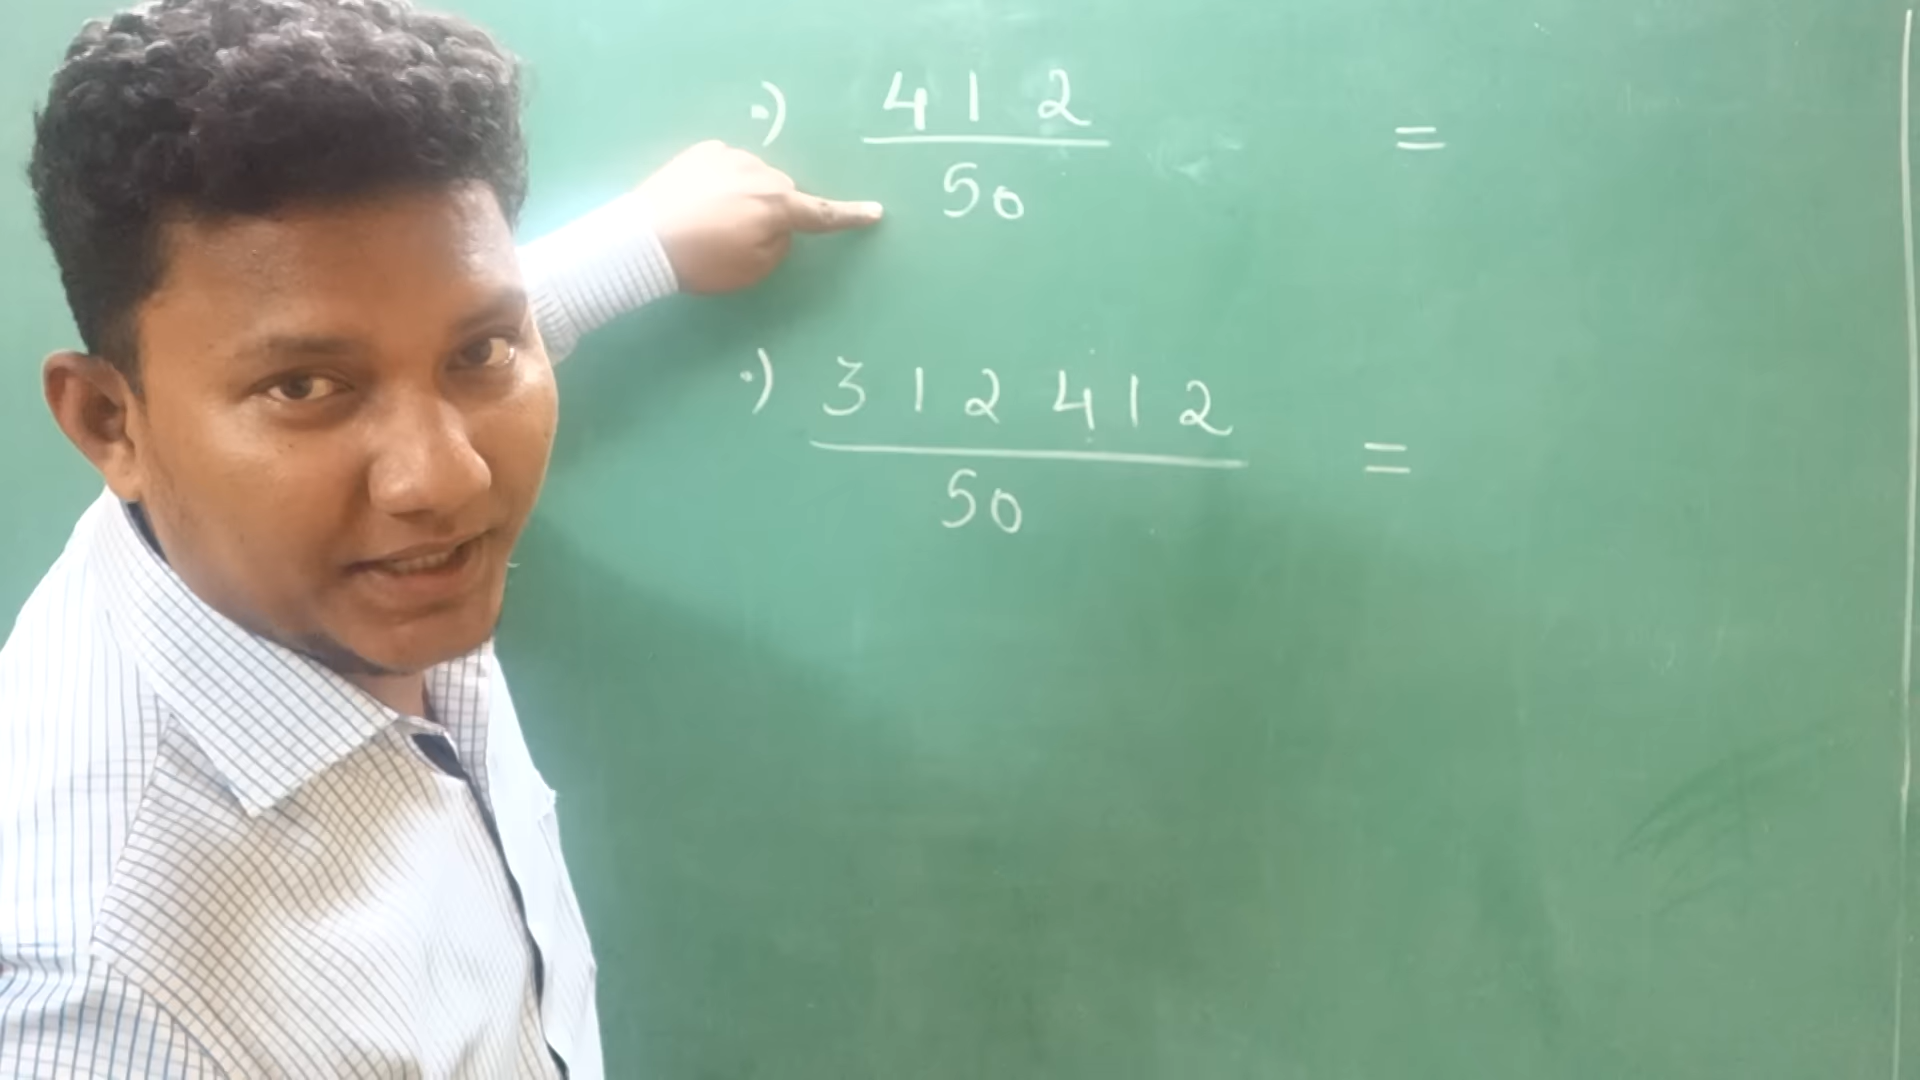 •) 412 =
50
•) 312412 =
50